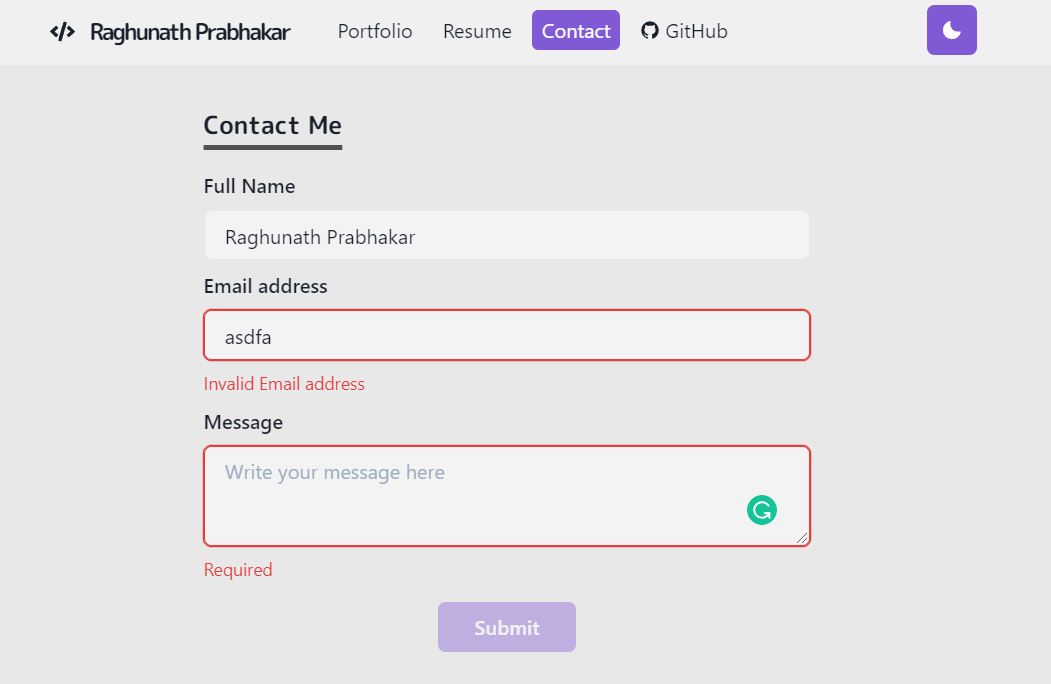 </> Raghunath Prabhakar Portfolio Resume Contact GitHub
Contact Me
Full Name
Raghunath Prabhakar
Email address
asdfa
Invalid Email address
Message
Write your message here
Required
Submit